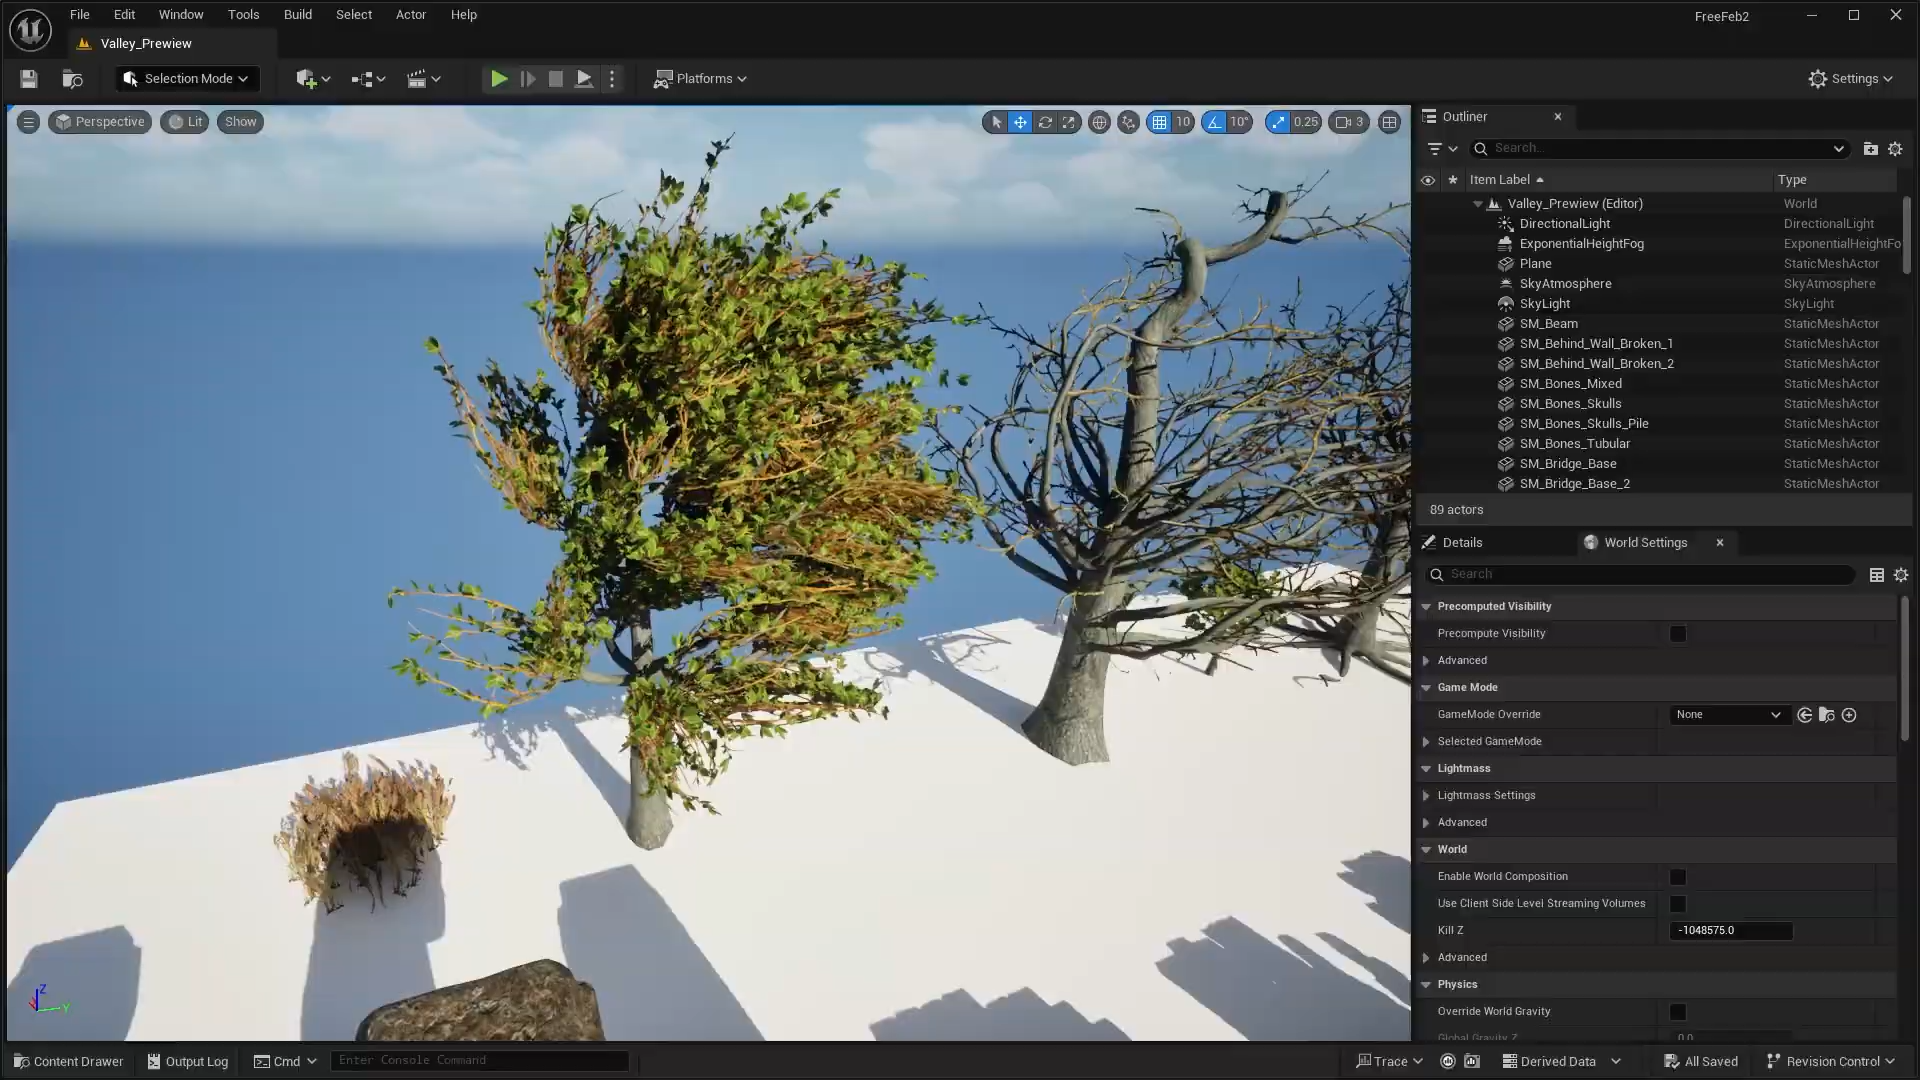 File Edit Window Tools Build Select Actor Help
FreeFeb2
Valley_Prewiew
Selection Mode
Platforms
Settings
Perspective Lit Show
10 10° 0.25 3
Outliner
Search...
Item Label Type
Valley_Prewiew (Editor) World
DirectionalLight DirectionalLight
ExponentialHeightFog ExponentialHeightFo
Plane StaticMeshActor
SkyAtmosphere SkyAtmosphere
SkyLight SkyLight
SM_Beam StaticMeshActor
SM_Behind_Wall_Broken_1 StaticMeshActor
SM_Behind_Wall_Broken_2 StaticMeshActor
SM_Bones_Mixed StaticMeshActor
SM_Bones_Skulls StaticMeshActor
SM_Bones_Skulls_Pile StaticMeshActor
SM_Bones_Tubular StaticMeshActor
SM_Bridge_Base StaticMeshActor
SM_Bridge_Base_2 StaticMeshActor
89 actors
Details World Settings
Search
Precomputed Visibility
Precompute Visibility
Advanced
Game Mode
GameMode Override None
Selected GameMode
Lightmass
Lightmass Settings
Advanced
World
Enable World Composition
Use Client Side Level Streaming Volumes
Kill Z -1048575.0
Advanced
Physics
Override World Gravity
Global Gravity Z 0.0
Z
Y
Content Drawer Output Log Cmd Enter Console Command
Trace Derived Data All Saved Revision Control